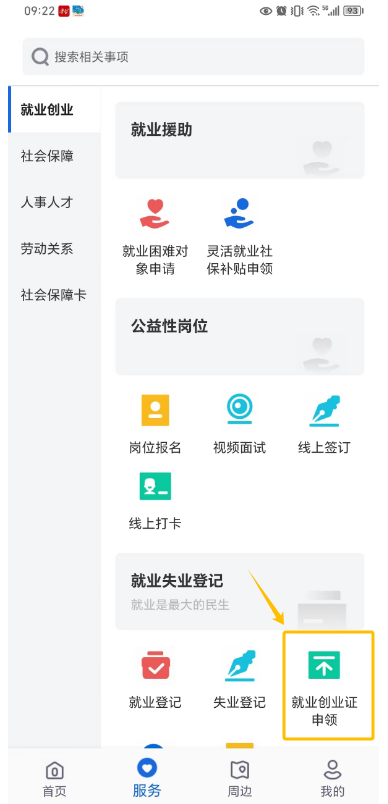 09:22
5G 93
搜索相关事项
就业创业
社会保障
人事人才
劳动关系
社会保障卡
就业援助
就业困难对
象申请
灵活就业社
保补贴申领
公益性岗位
岗位报名
视频面试
线上签订
线上打卡
就业失业登记
就业是最大的民生
就业登记
失业登记
就业创业证
申领
首页
服务
周边
我的